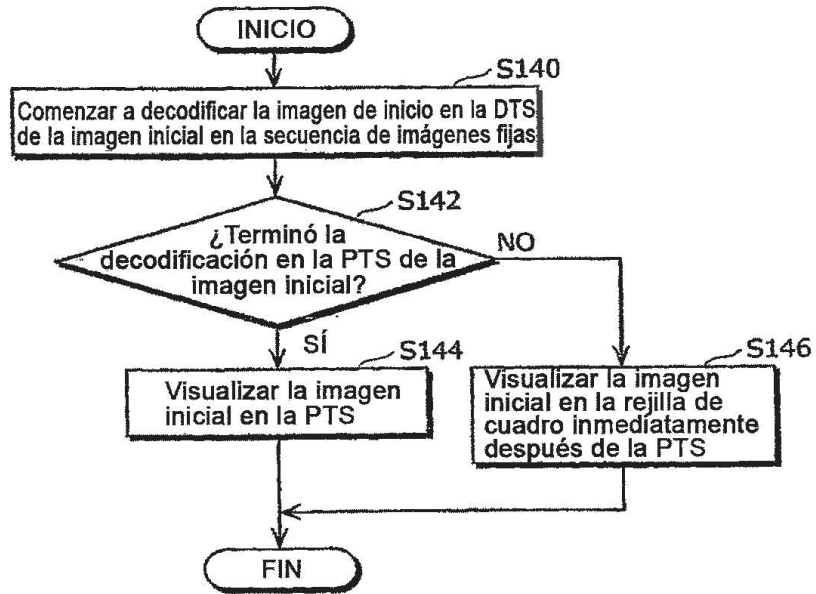 INICIO
S140
Comenzar a decodificar la imagen de inicio en la DTS
de la imagen inicial en la secuencia de imágenes fijas
S142
¿Terminó la
decodificación en la PTS de la
imagen inicial?
NO
SÍ
S144
Visualizar la imagen
inicial en la PTS
S146
Visualizar la imagen
inicial en la rejilla de
cuadro inmediatamente
después de la PTS
FIN